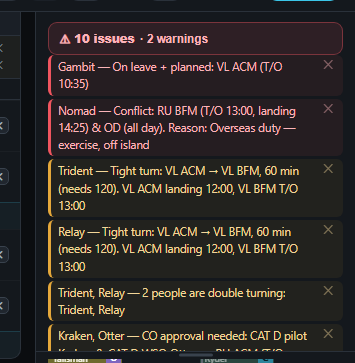 ⚠ 10 issues · 2 warnings
Gambit — On leave + planned: VL ACM (T/O
10:35)
Nomad — Conflict: RU BFM (T/O 13:00, landing
14:25) & OD (all day). Reason: Overseas duty —
exercise, off island
Trident — Tight turn: VL ACM → VL BFM, 60 min
(needs 120). VL ACM landing 12:00, VL BFM T/O
13:00
Relay — Tight turn: VL ACM → VL BFM, 60 min
(needs 120). VL ACM landing 12:00, VL BFM T/O
13:00
Trident, Relay — 2 people are double turning:
Trident, Relay
Kraken, Otter — CO approval needed: CAT D pilot